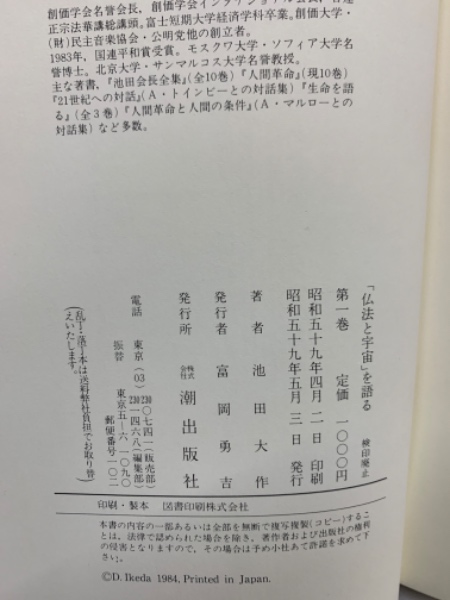 創価学会名誉会長、創価学会インタナショナル会長、日蓮
正宗法華講総講頭。富士短期大学経済学科卒業。創価大学・
(財)民主音楽協会・公明党他の創立者。
1983年、国連平和賞受賞。モスクワ大学・ソフィア大学名
誉博士。北京大学・サンマルコス大学名誉教授。
主な著書、『池田会長全集』(全10巻)『人間革命』(現10巻)
『21世紀への対話』(A・トインビーとの対話集)『生命を語
る』(全3巻)『人間革命と人間の条件』(A・マルローとの
対話集)など多数。
「仏法と宇宙」を語る 検印廃止
第一巻 定価 一〇〇〇円
昭和五十九年四月二日 印刷
昭和五十九年五月三日 発行
著者 池田大作
発行者 富岡勇吉
発行所 株式会社 潮出版社
電話 東京(03) 230 〇七四一(販売部)
230 一四六八(編集部)
振替 東京五―六一〇九〇
郵便番号一〇二
(乱丁・落丁本は送料弊社負担でお取り替
えいたします。)
印刷・製本 図書印刷株式会社
本書の内容の一部あるいは全部を無断で複写複製(コピー)するこ
とは、法律で認められた場合を除き、著作者および出版社の権利
の侵害となりますので、その場合は予め小社あて許諾を求めて下
さい。
©D. Ikeda 1984, Printed in Japan.